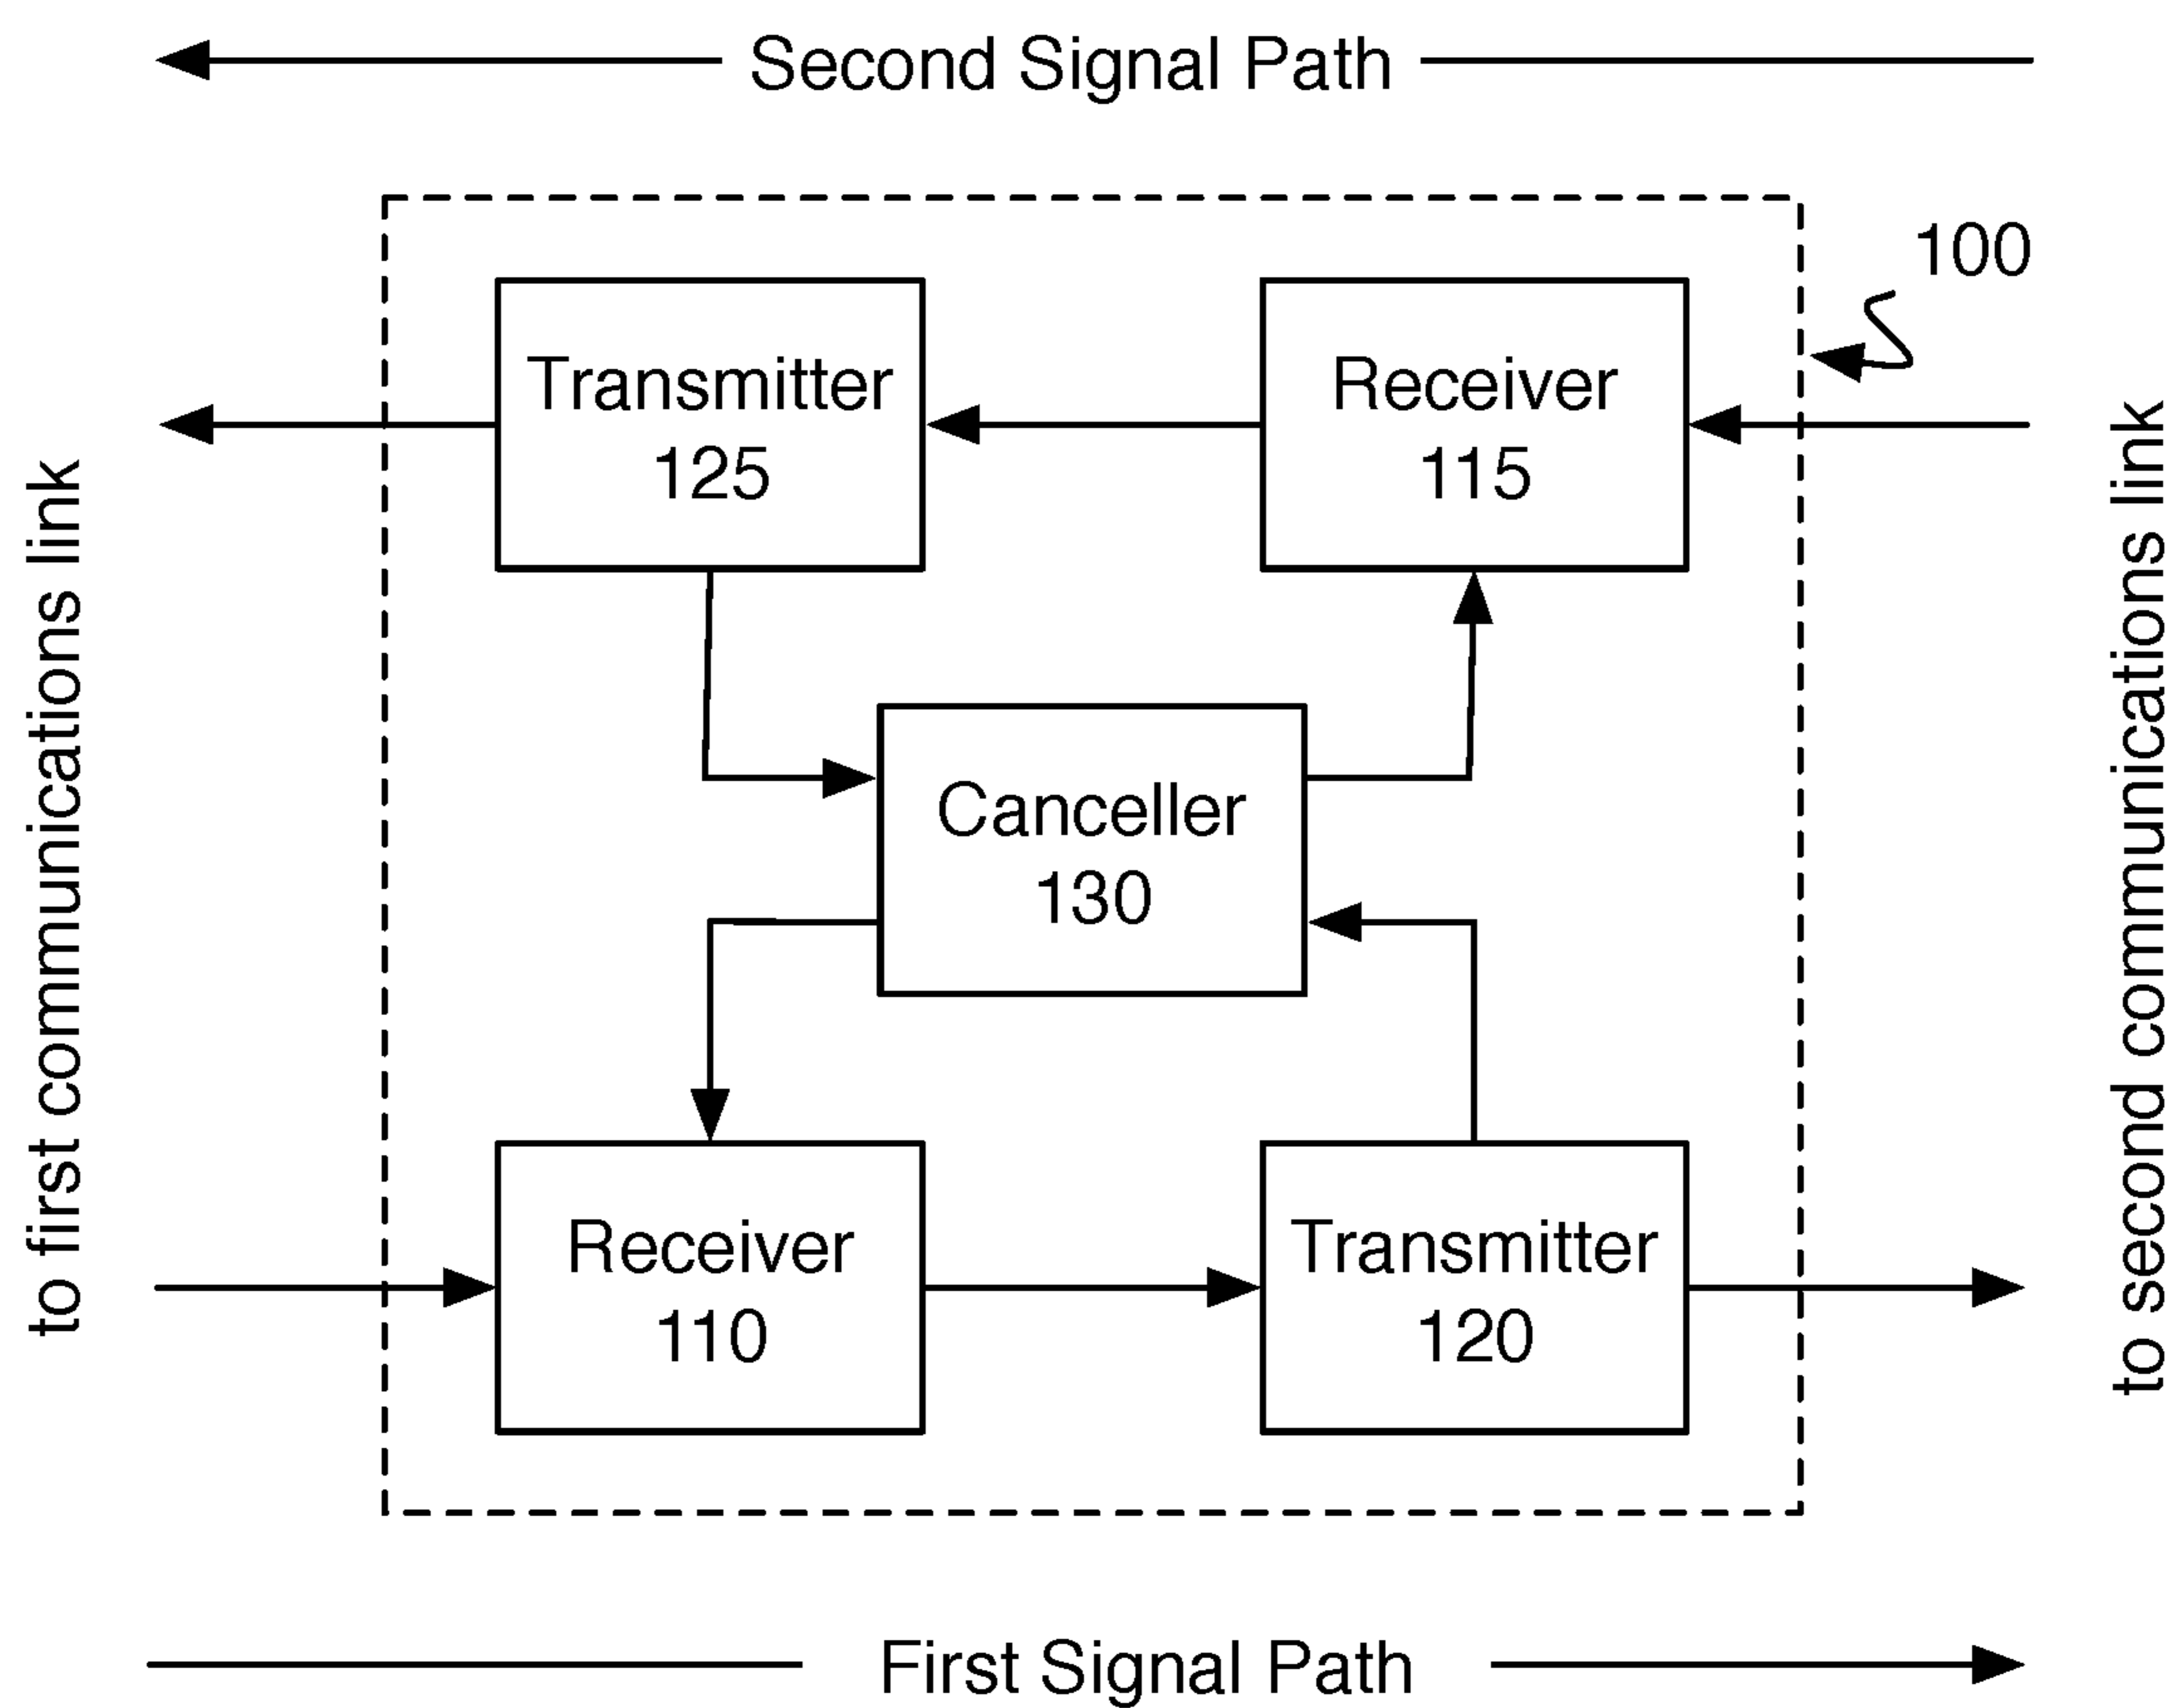 Second Signal Path
100
Transmitter
125
Receiver
115
to first communications link
to second communications link
Canceller
130
Receiver
110
Transmitter
120
First Signal Path